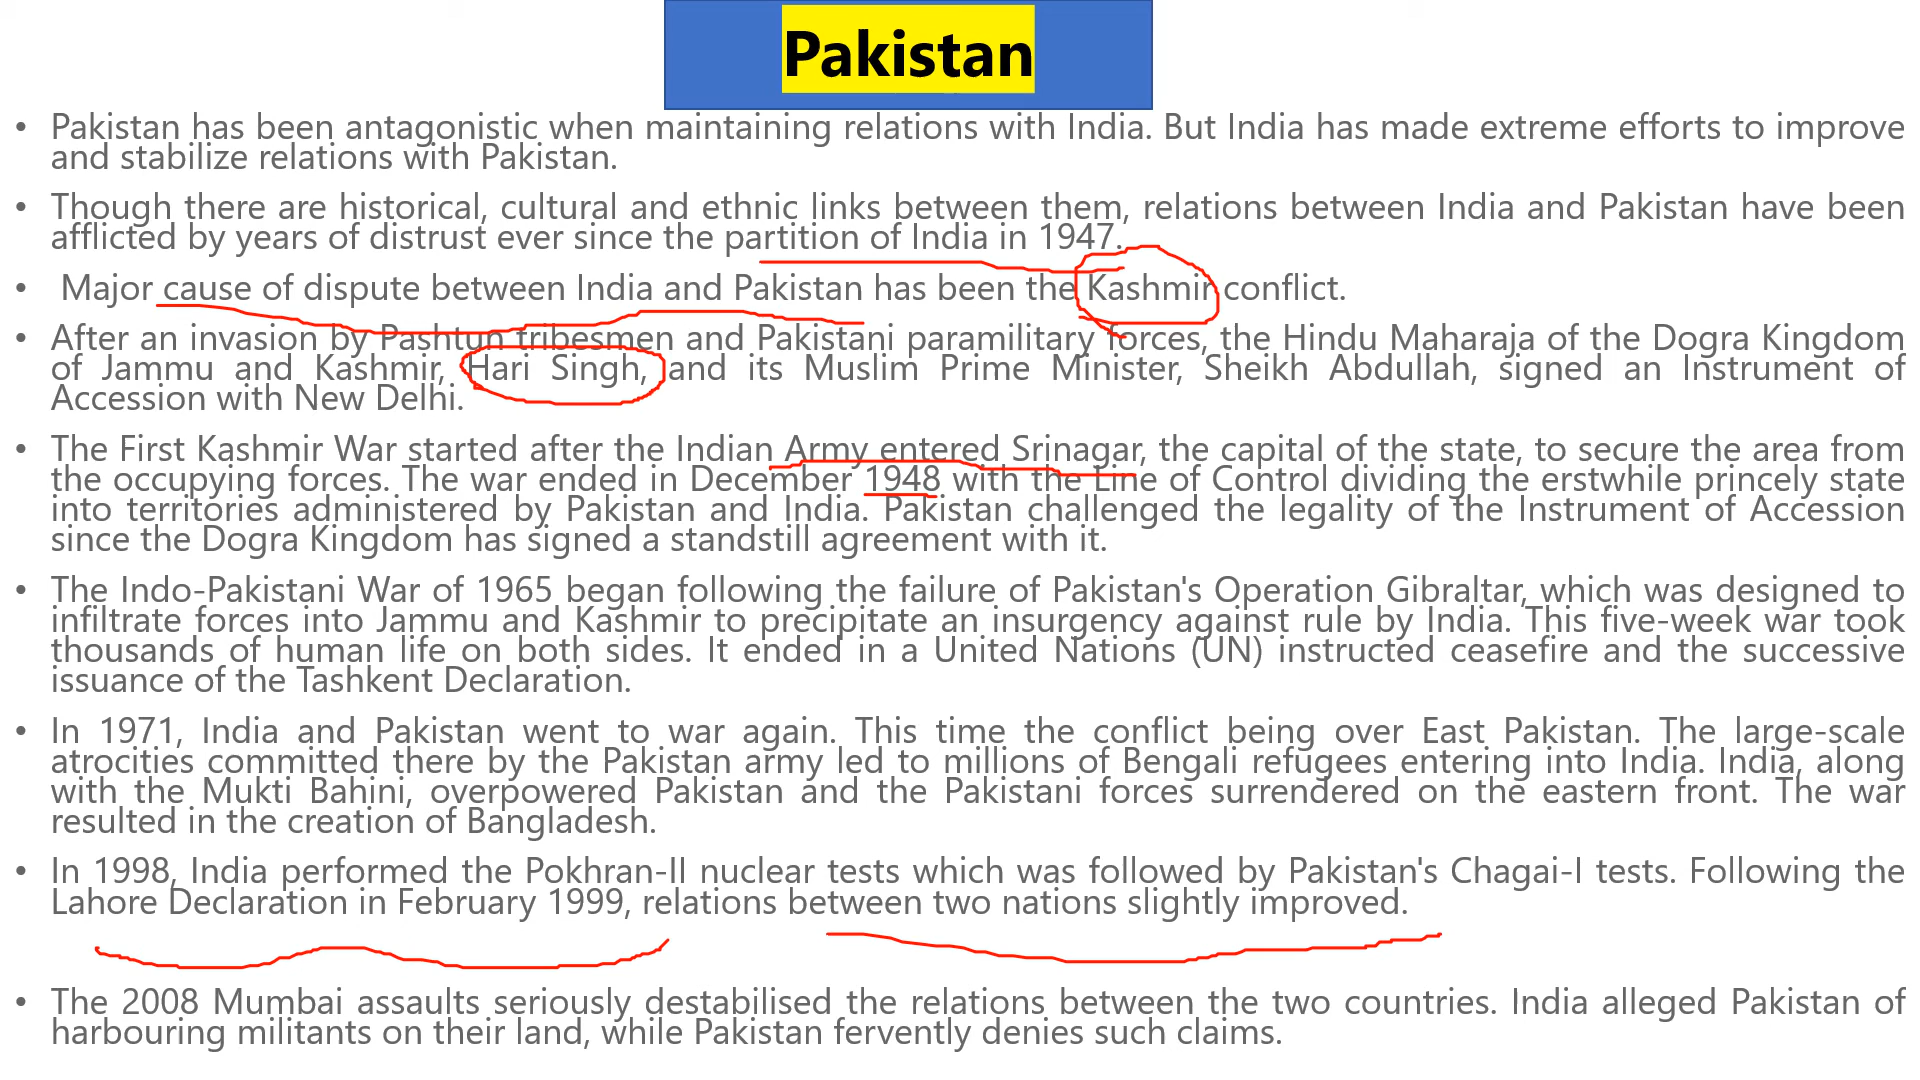 Pakistan
• Pakistan has been antagonistic when maintaining relations with India. But India has made extreme efforts to improve
and stabilize relations with Pakistan.
• Though there are historical, cultural and ethnic links between them, relations between India and Pakistan have been
afflicted by years of distrust ever since the partition of India in 1947.
• Major cause of dispute between India and Pakistan has been the Kashmir conflict.
• After an invasion by Pashtun tribesmen and Pakistani paramilitary forces, the Hindu Maharaja of the Dogra Kingdom
of Jammu and Kashmir, Hari Singh, and its Muslim Prime Minister, Sheikh Abdullah, signed an Instrument of
Accession with New Delhi.
• The First Kashmir War started after the Indian Army entered Srinagar, the capital of the state, to secure the area from
the occupying forces. The war ended in December 1948 with the Line of Control dividing the erstwhile princely state
into territories administered by Pakistan and India. Pakistan challenged the legality of the Instrument of Accession
since the Dogra Kingdom has signed a standstill agreement with it.
• The Indo-Pakistani War of 1965 began following the failure of Pakistan's Operation Gibraltar, which was designed to
infiltrate forces into Jammu and Kashmir to precipitate an insurgency against rule by India. This five-week war took
thousands of human life on both sides. It ended in a United Nations (UN) instructed ceasefire and the successive
issuance of the Tashkent Declaration.
• In 1971, India and Pakistan went to war again. This time the conflict being over East Pakistan. The large-scale
atrocities committed there by the Pakistan army led to millions of Bengali refugees entering into India. India, along
with the Mukti Bahini, overpowered Pakistan and the Pakistani forces surrendered on the eastern front. The war
resulted in the creation of Bangladesh.
• In 1998, India performed the Pokhran-II nuclear tests which was followed by Pakistan's Chagai-I tests. Following the
Lahore Declaration in February 1999, relations between two nations slightly improved.
• The 2008 Mumbai assaults seriously destabilised the relations between the two countries. India alleged Pakistan of
harbouring militants on their land, while Pakistan fervently denies such claims.